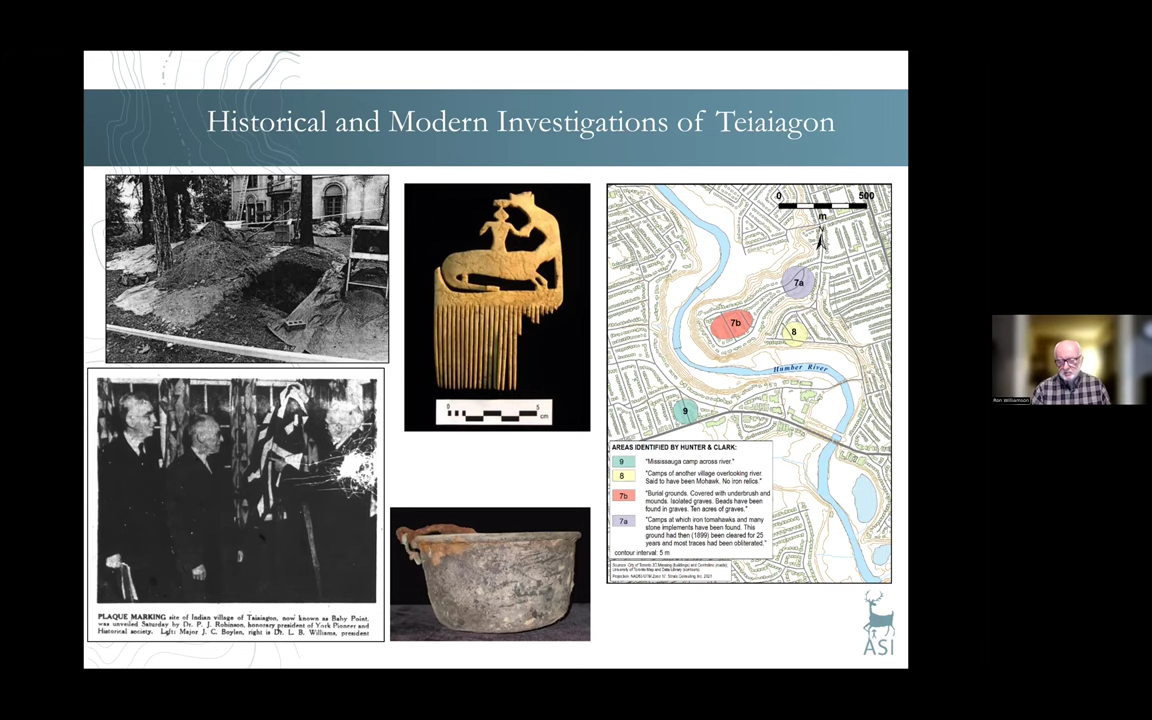 Historical and Modern Investigations of Teiaiagon
PLAQUE MARKING site of Indian village of Taiaiagon, now known as Baby Point,
was unveiled Saturday by Dr. P. J. Robinson, honorary president of York Pioneer and
Historical society. Left: Major J. C. Boylen, right is Dr. L. B. Williams, president
0 5
cm
0 500
m
N
7a
7b
8
Humber River
9
AREAS IDENTIFIED BY HUNTER & CLARK:
9 "Mississauga camp across river."
8 "Camps of another village overlooking river.
Said to have been Mohawk. No iron relics."
7b "Burial grounds. Covered with underbrush and
mounds. Isolated graves. Beads have been
found in graves. Ten acres of graves."
7a "Camps at which iron tomahawks and many
stone implements have been found. This
ground had then (1899) been cleared for 25
years and most traces had been obliterated."
contour interval: 5 m
ASI
Ron Williamson